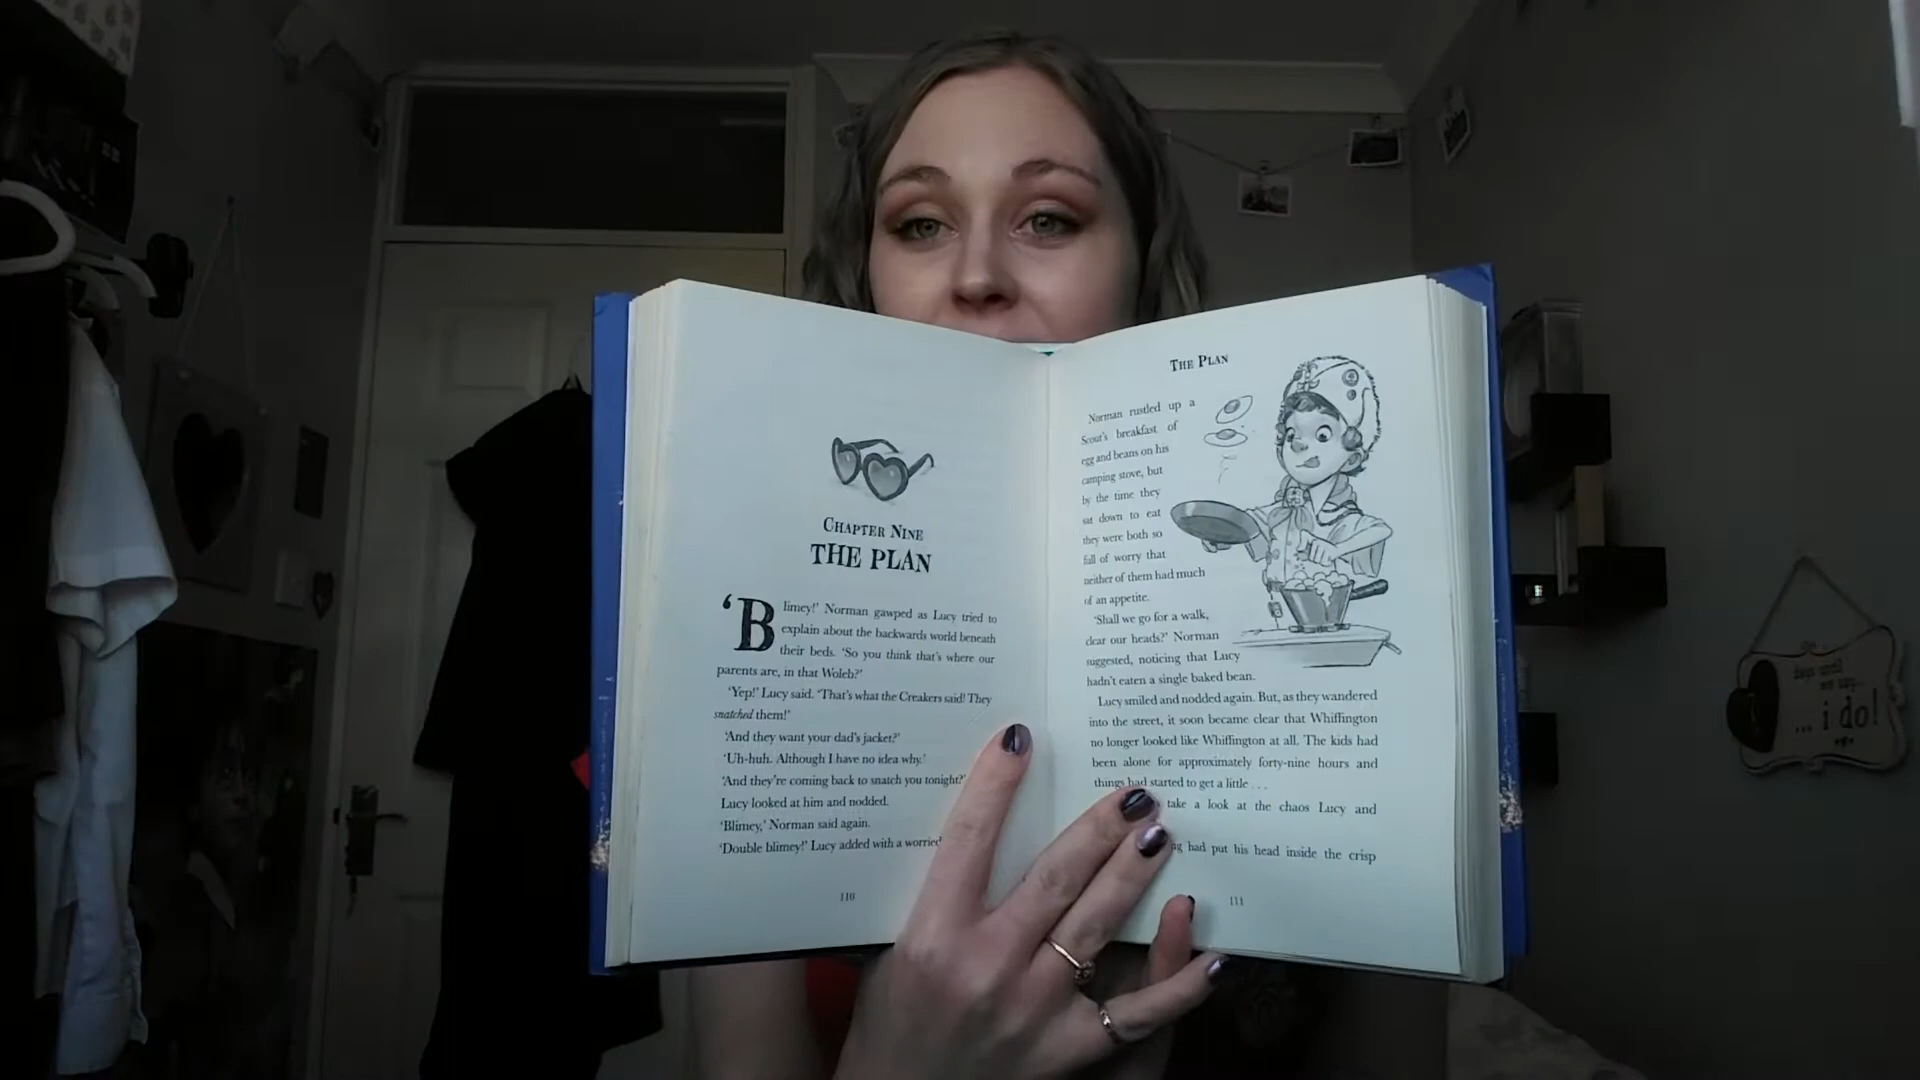 CHAPTER NINE
THE PLAN
'Blimey!' Norman gawped as Lucy tried to
explain about the backwards world beneath
their beds. 'So you think that's where our
parents are, in that Woleb?'
'Yep!' Lucy said. 'That's what the Creakers said! They
snatched them!'
'And they want your dad's jacket?'
'Uh-huh. Although I have no idea why.'
'And they're coming back to snatch you tonight?'
Lucy looked at him and nodded.
'Blimey,' Norman said again.
'Double blimey!' Lucy added with a worried
110
THE PLAN
Norman rustled up a
Scout's breakfast of
egg and beans on his
camping stove, but
by the time they
sat down to eat
they were both so
full of worry that
neither of them had much
of an appetite.
'Shall we go for a walk,
clear our heads?' Norman
suggested, noticing that Lucy
hadn't eaten a single baked bean.
Lucy smiled and nodded again. But, as they wandered
into the street, it soon became clear that Whiffington
no longer looked like Whiffington at all. The kids had
been alone for approximately forty-nine hours and
things had started to get a little . . .
take a look at the chaos Lucy and
had put his head inside the crisp
111
days until
we say...
... i do!